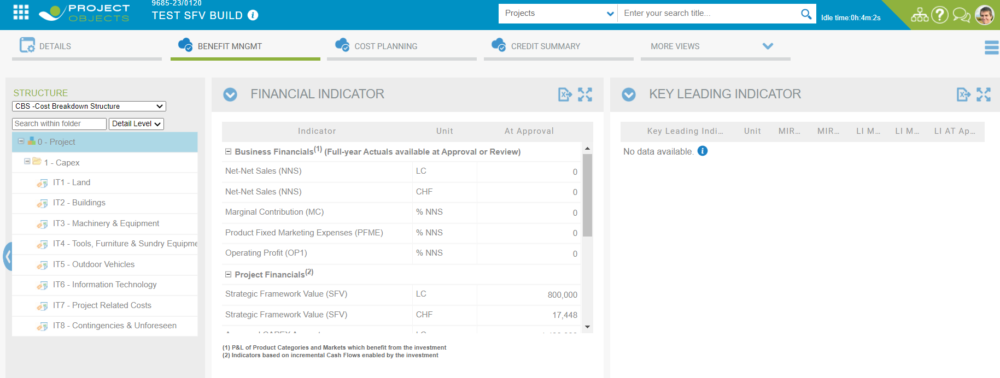 PROJECT
OBJECTS
9685-23/0120
TEST SFV BUILD
Projects
Enter your search title...
Idle time:0h:4m:2s
DETAILS
BENEFIT MNGMT
COST PLANNING
CREDIT SUMMARY
MORE VIEWS
STRUCTURE
CBS -Cost Breakdown Structure
Search within folder
Detail Level
0 - Project
1 - Capex
IT1 - Land
IT2 - Buildings
IT3 - Machinery & Equipment
IT4 - Tools, Furniture & Sundry Equipme
IT5 - Outdoor Vehicles
IT6 - Information Technology
IT7 - Project Related Costs
IT8 - Contingencies & Unforeseen
FINANCIAL INDICATOR
Indicator Unit At Approval
Business Financials(1) (Full-year Actuals available at Approval or Review)
Net-Net Sales (NNS) LC 0
Net-Net Sales (NNS) CHF 0
Marginal Contribution (MC) % NNS 0
Product Fixed Marketing Expenses (PFME) % NNS 0
Operating Profit (OP1) % NNS 0
Project Financials(2)
Strategic Framework Value (SFV) LC 800,000
Strategic Framework Value (SFV) CHF 17,448
(1) P&L of Product Categories and Markets which benefit from the investment
(2) Indicators based on incremental Cash Flows enabled by the investment
KEY LEADING INDICATOR
Key Leading Indi... Unit MIR... MIR... LI M... LI M... LI AT Ap...
No data available.